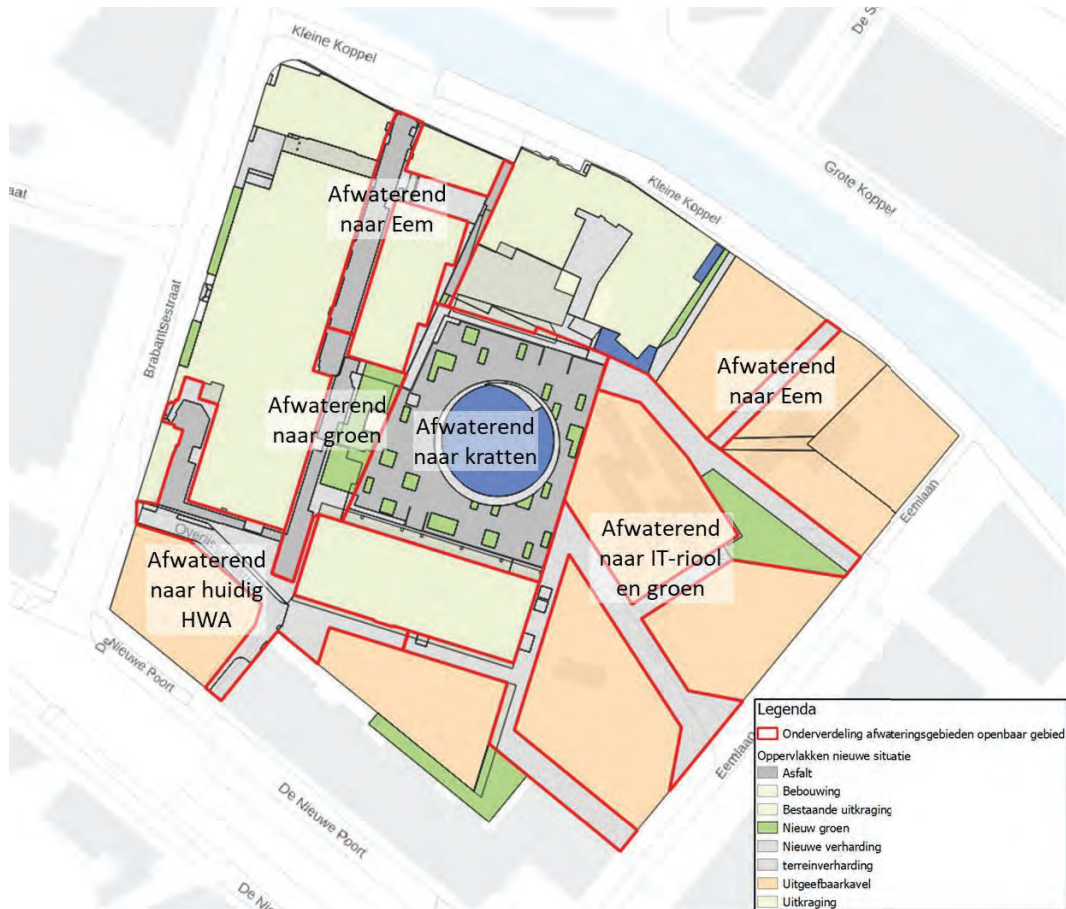 Kleine Koppel
De S
Grote Koppel
Kleine Koppel
aat
Afwaterend
naar Eem
Brabantsestraat
Afwaterend
naar Eem
Afwaterend
naar groen
Afwaterend
naar kratten
Eemlaan
Afwaterend
naar IT-riool
en groen
Overijs
Afwaterend
naar huidig
HWA
Nieuwe Poort
Eemlaan
De Nieuwe Poort
De Nieuw
Legenda
Onderverdeling afwateringsgebieden openbaar gebied
Oppervlakken nieuwe situatie
Asfalt
Bebouwing
Bestaande uitkraging
Nieuw groen
Nieuwe verharding
terreinverharding
Uitgeefbaarkavel
Uitkraging